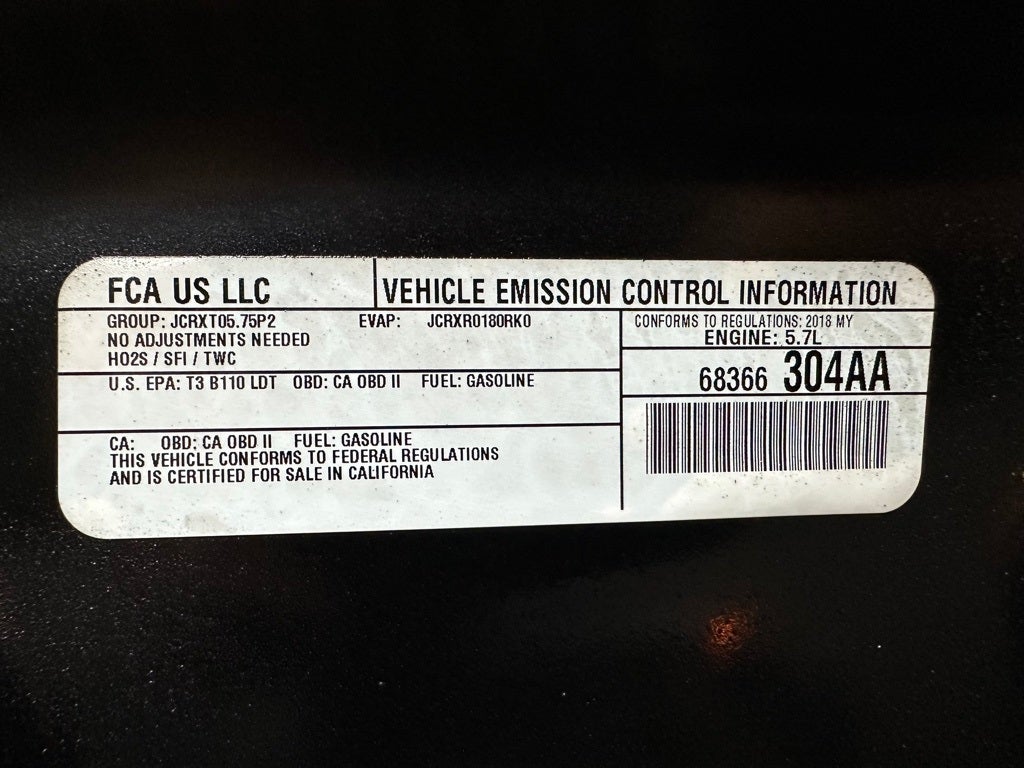 FCA US LLC
VEHICLE EMISSION CONTROL INFORMATION
GROUP: JCRXT05.75P2 EVAP: JCRXR0180RK0
NO ADJUSTMENTS NEEDED
HO2S / SFI / TWC
CONFORMS TO REGULATIONS: 2018 MY
ENGINE: 5.7L
68366 304AA
U.S. EPA: T3 B110 LDT OBD: CA OBD II FUEL: GASOLINE
CA: OBD: CA OBD II FUEL: GASOLINE
THIS VEHICLE CONFORMS TO FEDERAL REGULATIONS
AND IS CERTIFIED FOR SALE IN CALIFORNIA